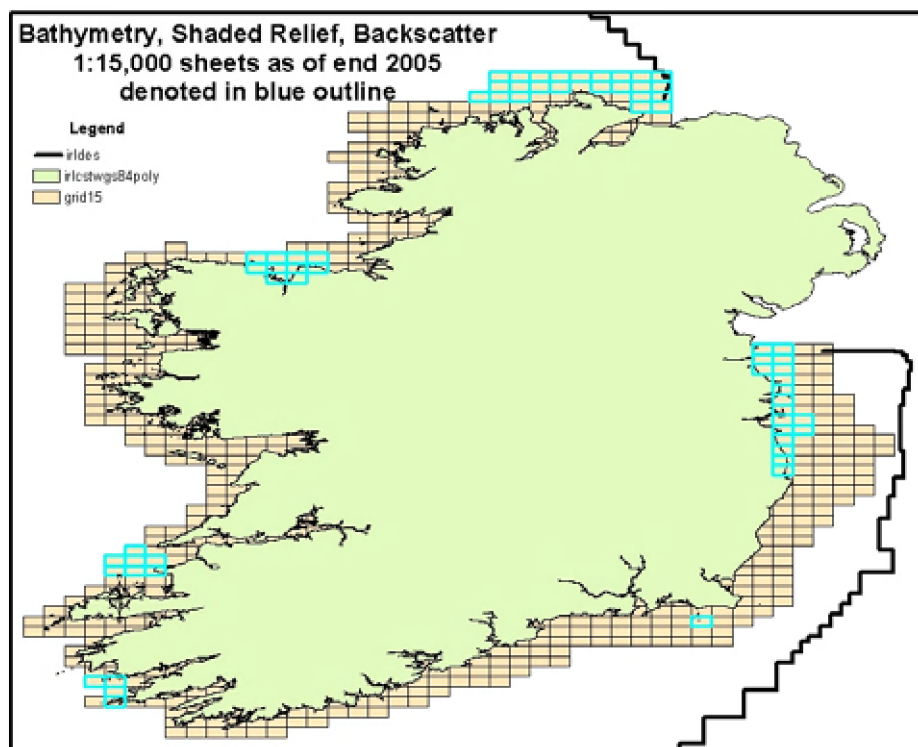 Bathymetry, Shaded Relief, Backscatter
1:15,000 sheets as of end 2005
denoted in blue outline
Legend
irldes
irlcstwgs84poly
grid15